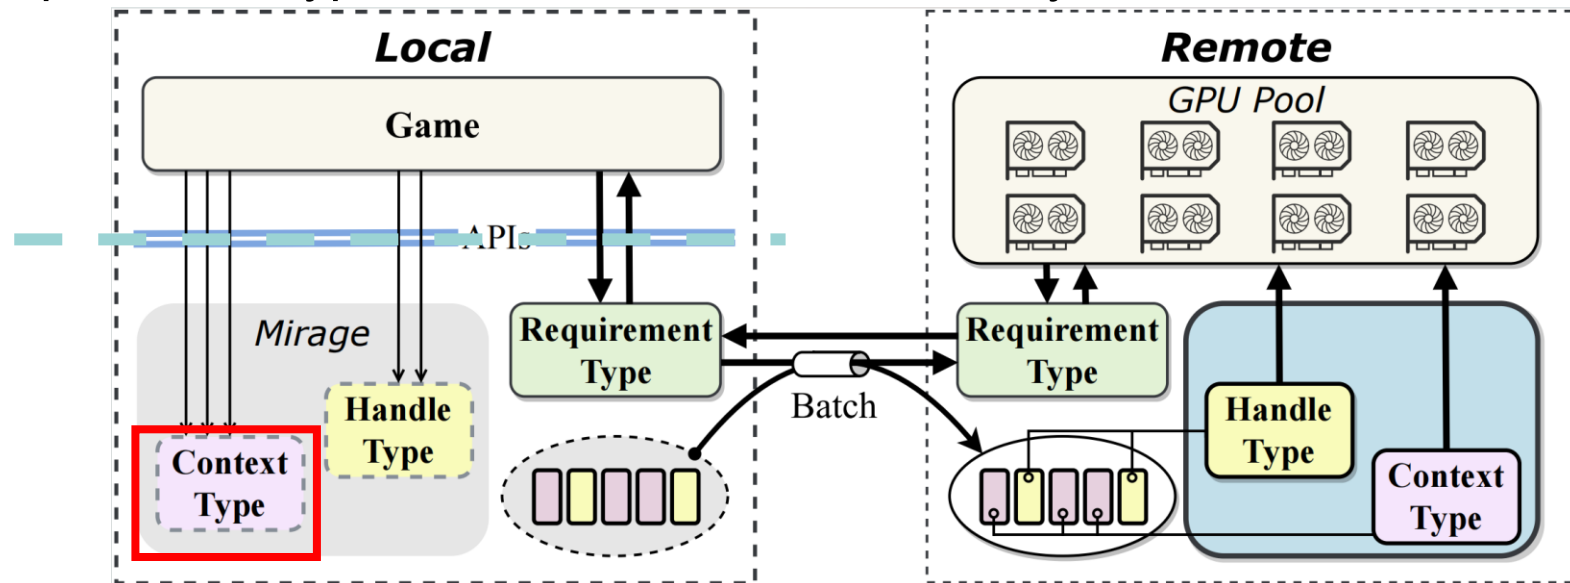 Local
Remote
Game
GPU Pool
APIs
Mirage
Requirement
Type
Requirement
Type
Handle
Type
Batch
Handle
Type
Context
Type
Context
Type